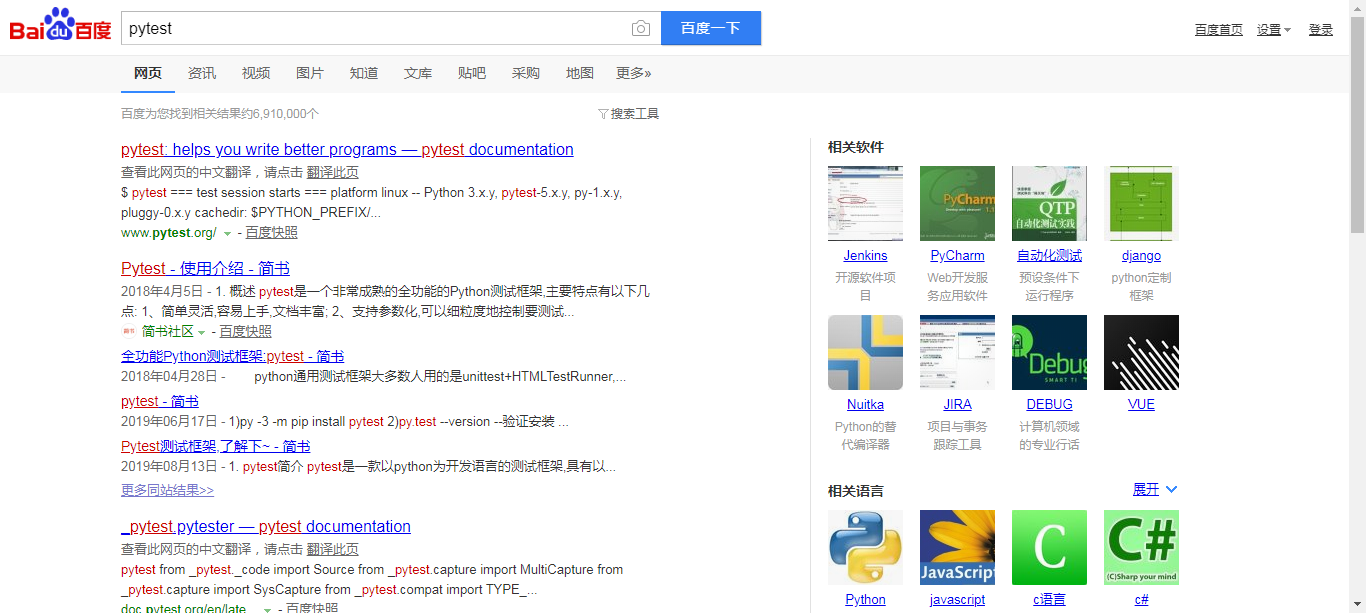 Bai du 百度
pytest
百度一下
百度首页 设置 登录
网页 资讯 视频 图片 知道 文库 贴吧 采购 地图 更多»
百度为您找到相关结果约6,910,000个
搜索工具
pytest: helps you write better programs — pytest documentation
查看此网页的中文翻译，请点击 翻译此页
$ pytest === test session starts === platform linux -- Python 3.x.y, pytest-5.x.y, py-1.x.y,
pluggy-0.x.y cachedir: $PYTHON_PREFIX/...
www.pytest.org/ - 百度快照
Pytest - 使用介绍 - 简书
2018年4月5日 - 1. 概述 pytest是一个非常成熟的全功能的Python测试框架,主要特点有以下几
点: 1、简单灵活,容易上手,文档丰富; 2、支持参数化,可以细粒度地控制要测试...
简书社区 - 百度快照
全功能Python测试框架:pytest - 简书
2018年04月28日 - python通用测试框架大多数人用的是unittest+HTMLTestRunner,...
pytest - 简书
2019年06月17日 - 1)py -3 -m pip install pytest 2)py.test --version --验证安装 ...
Pytest测试框架,了解下~ - 简书
2019年08月13日 - 1. pytest简介 pytest是一款以python为开发语言的测试框架,具有以...
更多同站结果>>
_pytest.pytester — pytest documentation
查看此网页的中文翻译，请点击 翻译此页
pytest from _pytest._code import Source from _pytest.capture import MultiCapture from
_pytest.capture import SysCapture from _pytest.compat import TYPE_...
doc.pytest.org/en/late... - 百度快照
相关软件
PyCharm
QTP
自动化测试实践
Jenkins PyCharm 自动化测试 django
开源软件项 Web开发服 预设条件下 python定制
目 务应用软件 运行程序 框架
Debug
SMART TI
Nuitka JIRA DEBUG VUE
Python的替 项目与事务 计算机领域
代编译器 跟踪工具 的专业行话
相关语言 展开
JavaScript
C
C#
(C)Sharp your mind
Python javascript c语言 c#